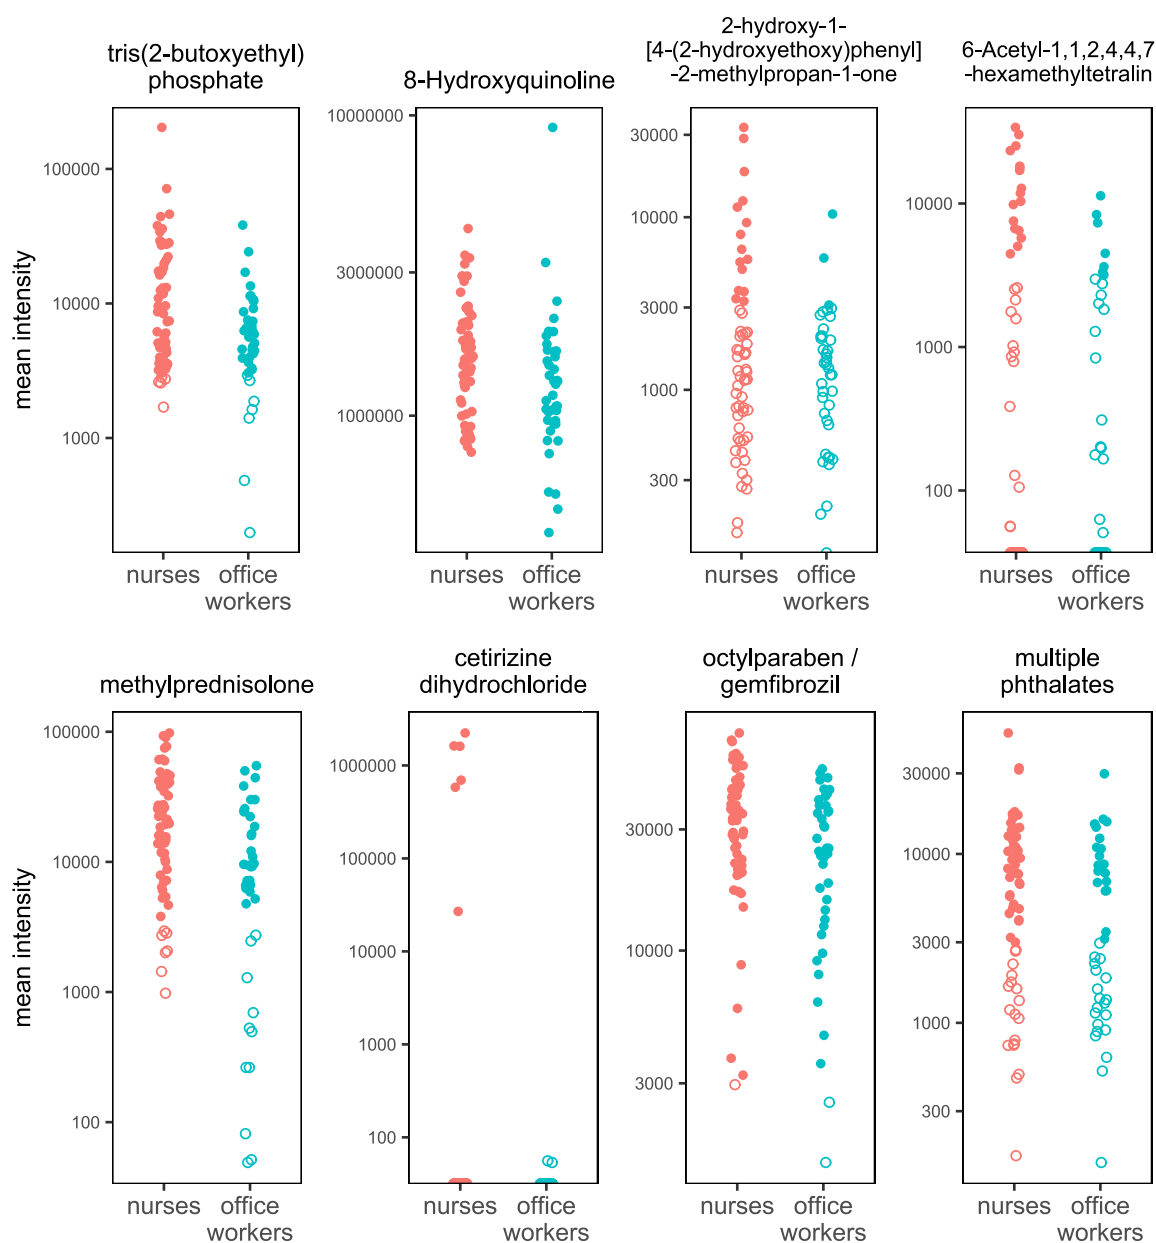 tris(2-butoxyethyl)
phosphate
8-Hydroxyquinoline
2-hydroxy-1-
[4-(2-hydroxyethoxy)phenyl]
-2-methylpropan-1-one
6-Acetyl-1,1,2,4,4,7
-hexamethyltetralin
mean intensity
100000
10000
1000
nurses
office
workers
10000000
3000000
1000000
nurses
office
workers
30000
10000
3000
1000
300
nurses
office
workers
10000
1000
100
nurses
office
workers
methylprednisolone
cetirizine
dihydrochloride
octylparaben /
gemfibrozil
multiple
phthalates
mean intensity
100000
10000
1000
100
nurses
office
workers
1000000
100000
10000
1000
100
nurses
office
workers
30000
10000
3000
nurses
office
workers
30000
10000
3000
1000
300
nurses
office
workers